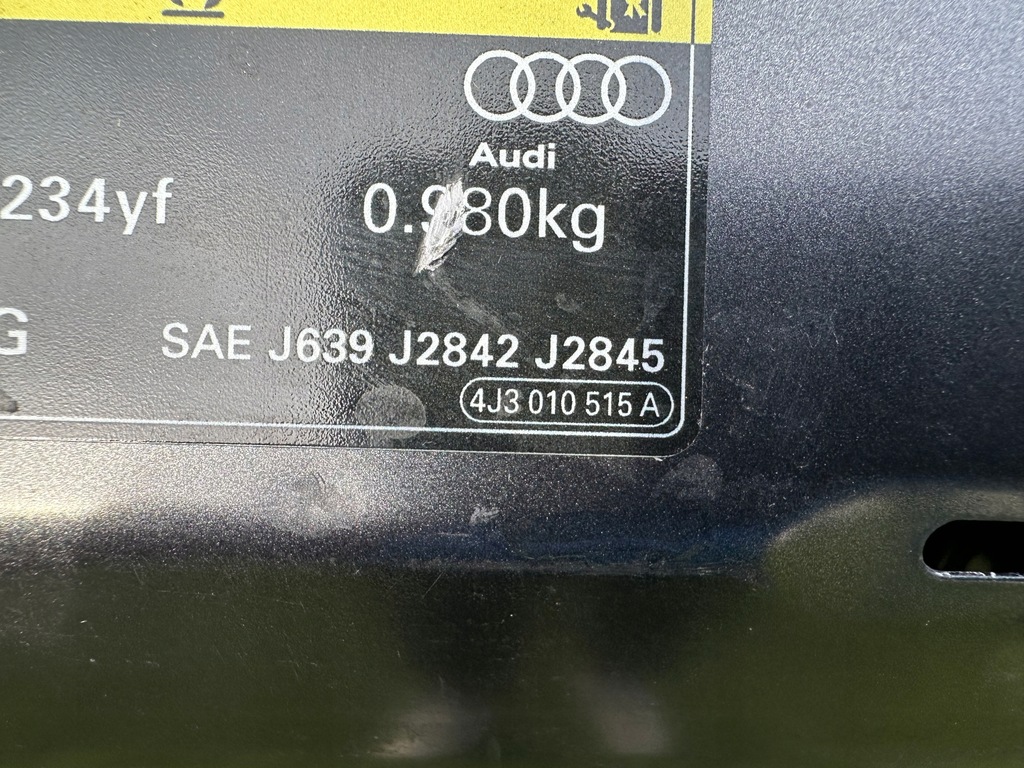 Audi
234yf 0.980kg
G SAE J639 J2842 J2845
4J3 010 515 A